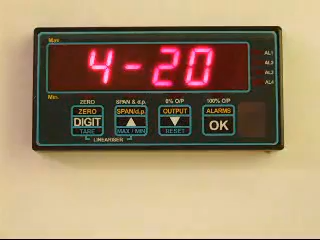 Max
4-20
AL1
AL2
AL3
AL4
Min.
ZERO SPAN & d.p. 0% O/P 100% O/P
ZERO SPAN/d.p. OUTPUT ALARMS
DIGIT OK
TARE MAX / MIN RESET
LINEARISER